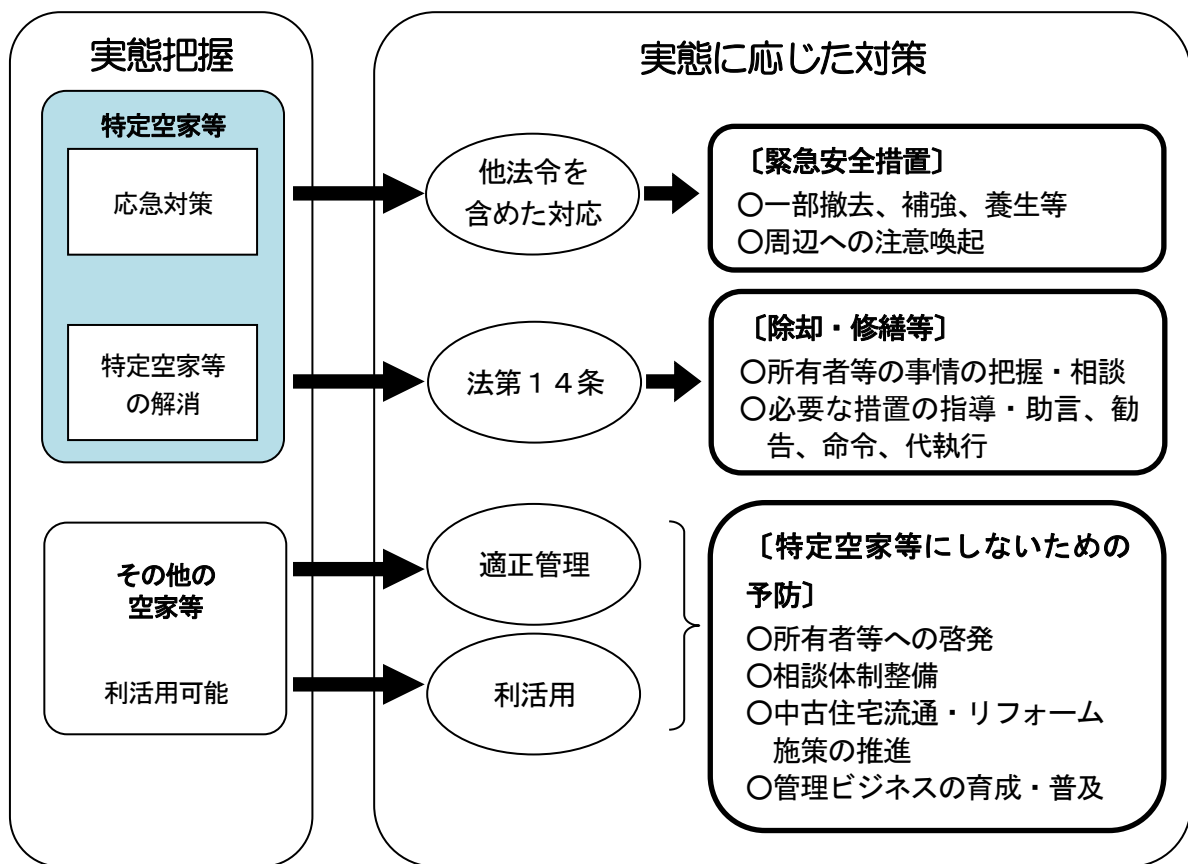 実態把握
実態に応じた対策
特定空家等
応急対策
他法令を
含めた対応
〔緊急安全措置〕
○一部撤去、補強、養生等
○周辺への注意喚起
特定空家等
の解消
法第１４条
〔除却・修繕等〕
○所有者等の事情の把握・相談
○必要な措置の指導・助言、勧
告、命令、代執行
その他の
空家等
利活用可能
適正管理
利活用
〔特定空家等にしないための
予防〕
○所有者等への啓発
○相談体制整備
○中古住宅流通・リフォーム
施策の推進
○管理ビジネスの育成・普及